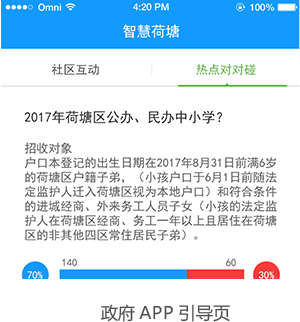 Omni 4:20 PM 100%
智慧荷塘
社区互动 热点对对碰
2017年荷塘区公办、民办中小学？
招收对象
户口本登记的出生日期在2017年8月31日前满6岁
的荷塘区户籍子弟，（小孩户口于6月1日前随法
定监护人迁入荷塘区视为本地户口）和符合条件
的进城经商、外来务工人员子女（小孩的法定监
护人在荷塘区经商、务工一年以上且居住在荷塘
区的非其他四区常住居民子弟）。
140 60
70% 30%
政府 APP 引导页